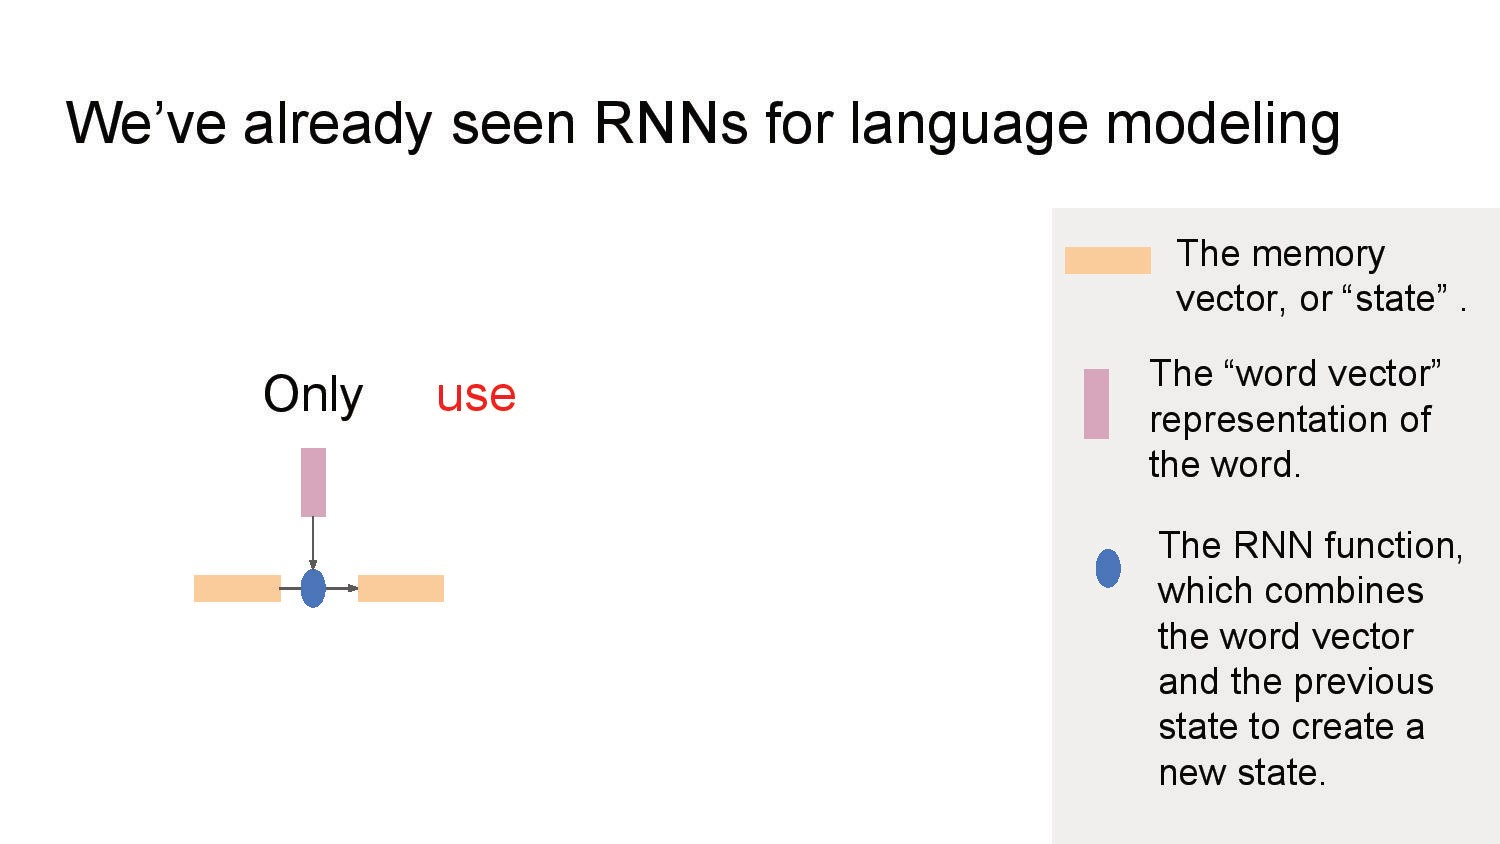 We’ve already seen RNNs for language modeling
Only use
The memory
vector, or “state” .
The “word vector”
representation of
the word.
The RNN function,
which combines
the word vector
and the previous
state to create a
new state.